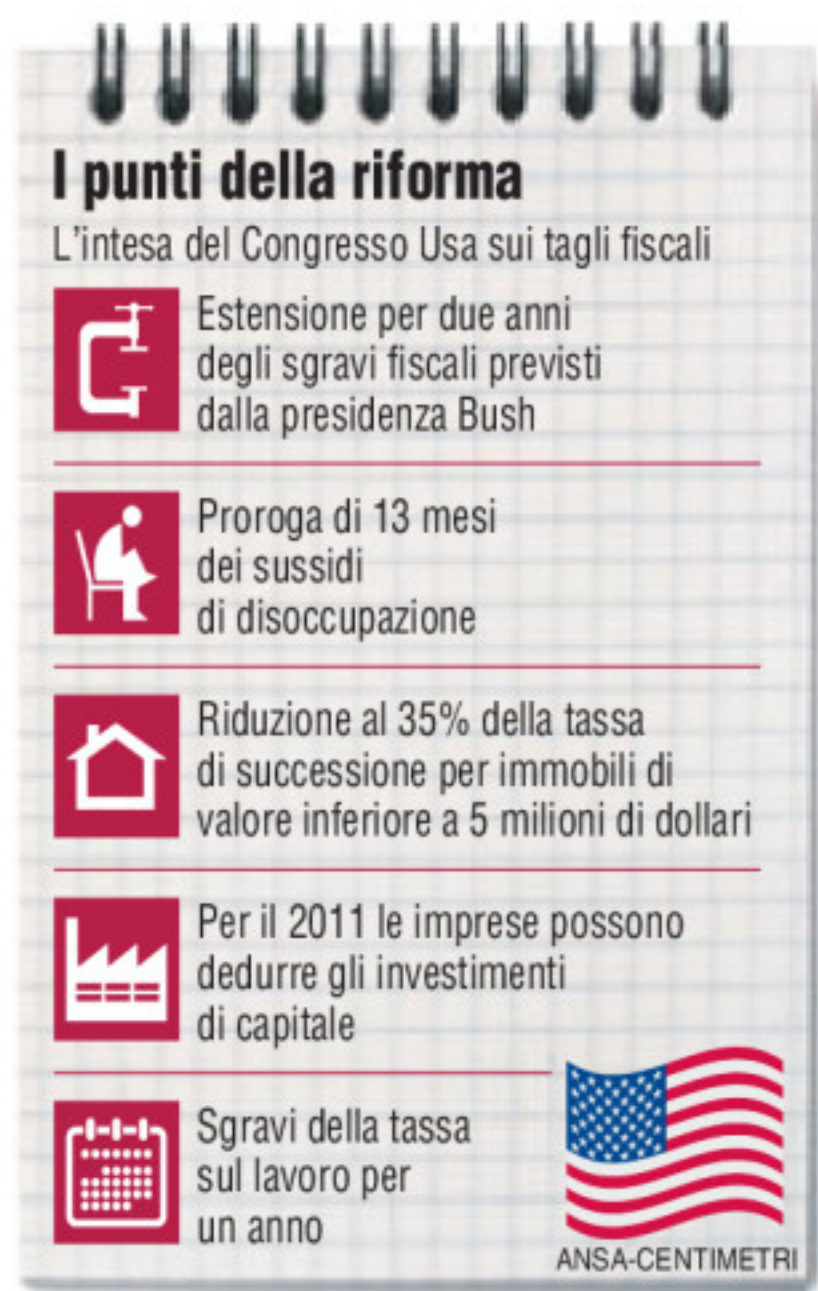 I punti della riforma
L'intesa del Congresso Usa sui tagli fiscali
Estensione per due anni
degli sgravi fiscali previsti
dalla presidenza Bush
Proroga di 13 mesi
dei sussidi
di disoccupazione
Riduzione al 35% della tassa
di successione per immobili di
valore inferiore a 5 milioni di dollari
Per il 2011 le imprese possono
dedurre gli investimenti
di capitale
Sgravi della tassa
sul lavoro per
un anno
ANSA-CENTIMETRI